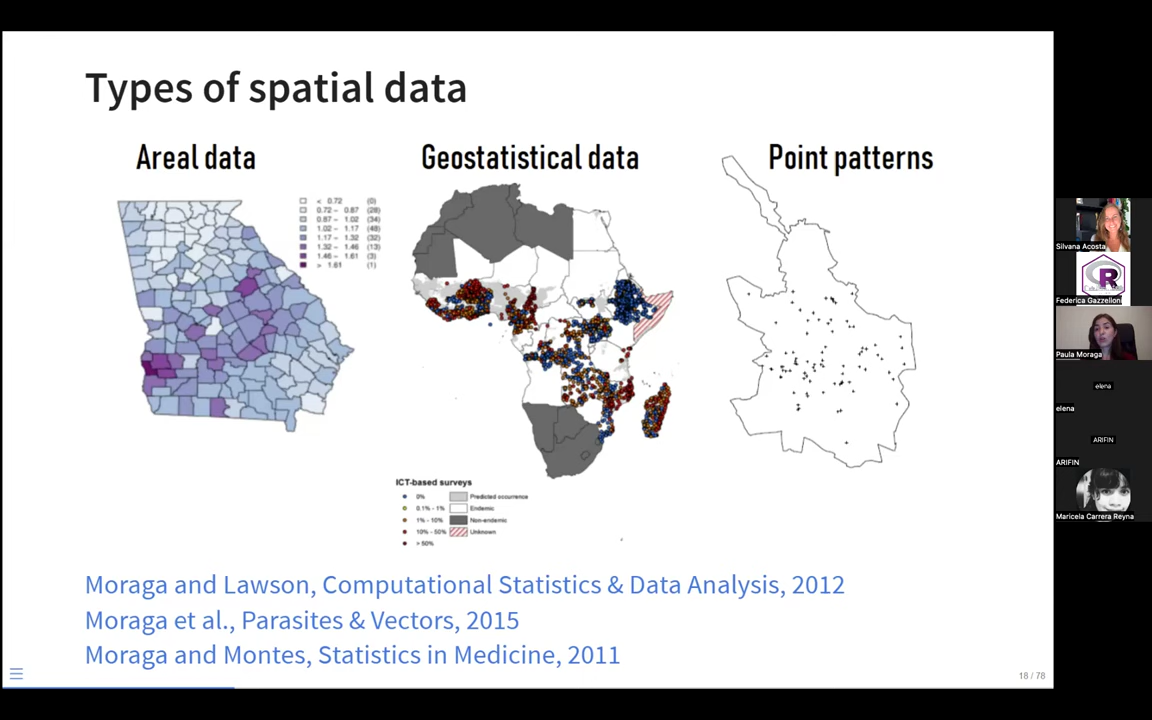 Types of spatial data
Areal data
Geostatistical data
Point patterns
< 0.72 (0)
0.72 - 0.87 (28)
0.87 - 1.02 (34)
1.02 - 1.17 (48)
1.17 - 1.32 (32)
1.32 - 1.46 (13)
1.46 - 1.61 (3)
> 1.61 (1)
ICT-based surveys
0% Predicted occurrence
0.1% - 1% Endemic
1% - 10% Non-endemic
10% - 50% Unknown
> 50%
Moraga and Lawson, Computational Statistics & Data Analysis, 2012
Moraga et al., Parasites & Vectors, 2015
Moraga and Montes, Statistics in Medicine, 2011
18 / 78
Silvana Acosta
R
Federica Gazzelloni
Paula Moraga
elena
elena
ARIFIN
ARIFIN
Maricela Carrera Reyna